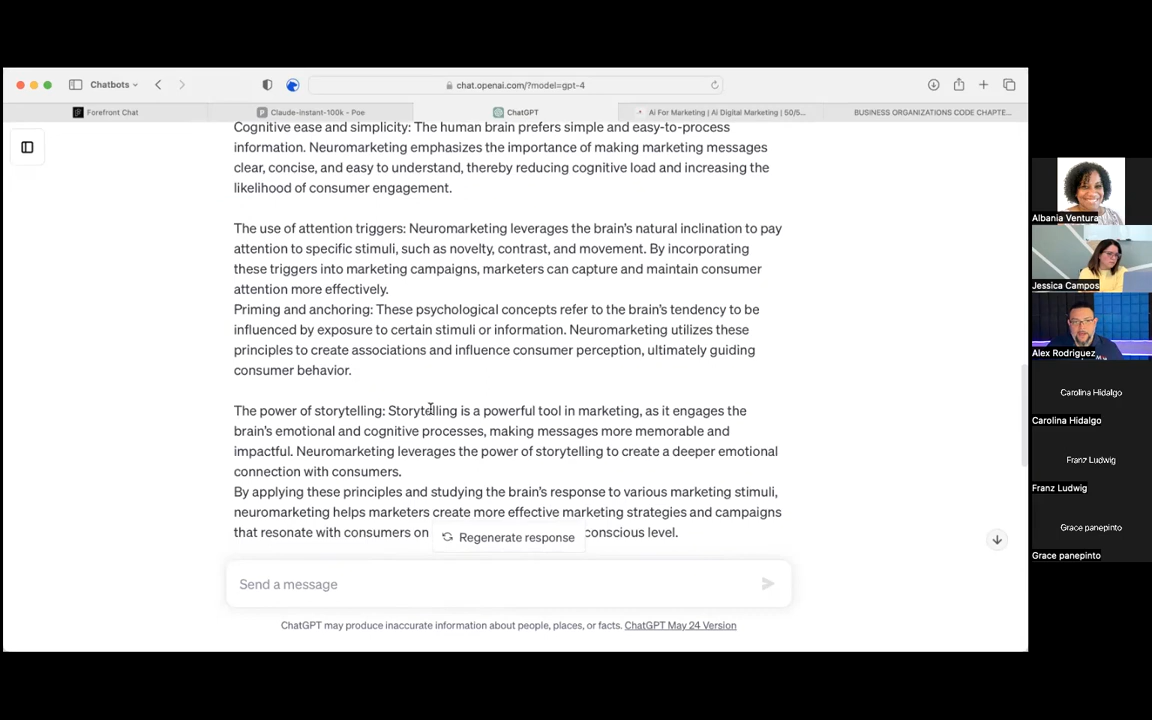 Chatbots
chat.openai.com/?model=gpt-4
Forefront Chat
Claude-instant-100k - Poe
ChatGPT
Ai For Marketing | Ai Digital Marketing | 50/5...
BUSINESS ORGANIZATIONS CODE CHAPTE...
Cognitive ease and simplicity: The human brain prefers simple and easy-to-process
information. Neuromarketing emphasizes the importance of making marketing messages
clear, concise, and easy to understand, thereby reducing cognitive load and increasing the
likelihood of consumer engagement.
The use of attention triggers: Neuromarketing leverages the brain's natural inclination to pay
attention to specific stimuli, such as novelty, contrast, and movement. By incorporating
these triggers into marketing campaigns, marketers can capture and maintain consumer
attention more effectively.
Priming and anchoring: These psychological concepts refer to the brain's tendency to be
influenced by exposure to certain stimuli or information. Neuromarketing utilizes these
principles to create associations and influence consumer perception, ultimately guiding
consumer behavior.
The power of storytelling: Storytelling is a powerful tool in marketing, as it engages the
brain's emotional and cognitive processes, making messages more memorable and
impactful. Neuromarketing leverages the power of storytelling to create a deeper emotional
connection with consumers.
By applying these principles and studying the brain's response to various marketing stimuli,
neuromarketing helps marketers create more effective marketing strategies and campaigns
that resonate with consumers on conscious level.
Regenerate response
Send a message
ChatGPT may produce inaccurate information about people, places, or facts. ChatGPT May 24 Version
Albania Ventura
Jessica Campos
Alex Rodriguez
Carolina Hidalgo
Carolina Hidalgo
Franz Ludwig
Franz Ludwig
Grace panepinto
Grace panepinto